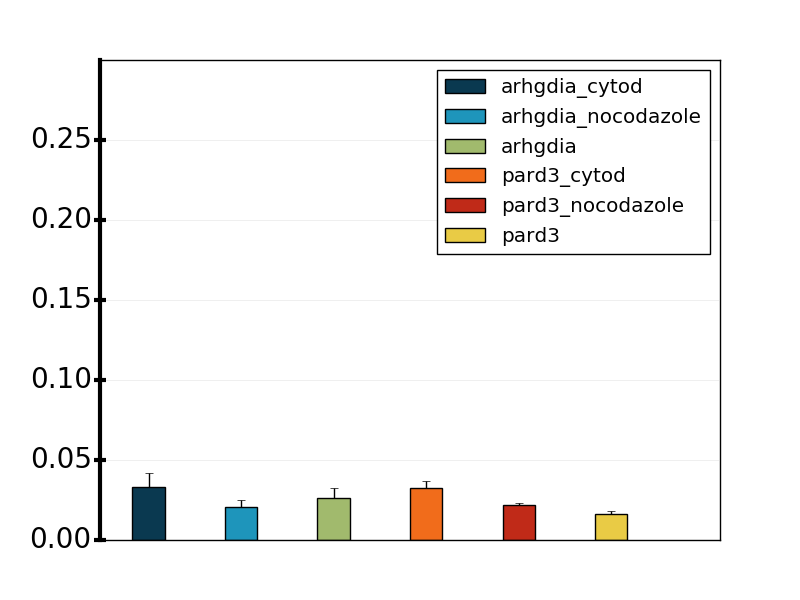 arhgdia_cytod
arhgdia_nocodazole
arhgdia
pard3_cytod
pard3_nocodazole
pard3
0.25
0.20
0.15
0.10
0.05
0.00